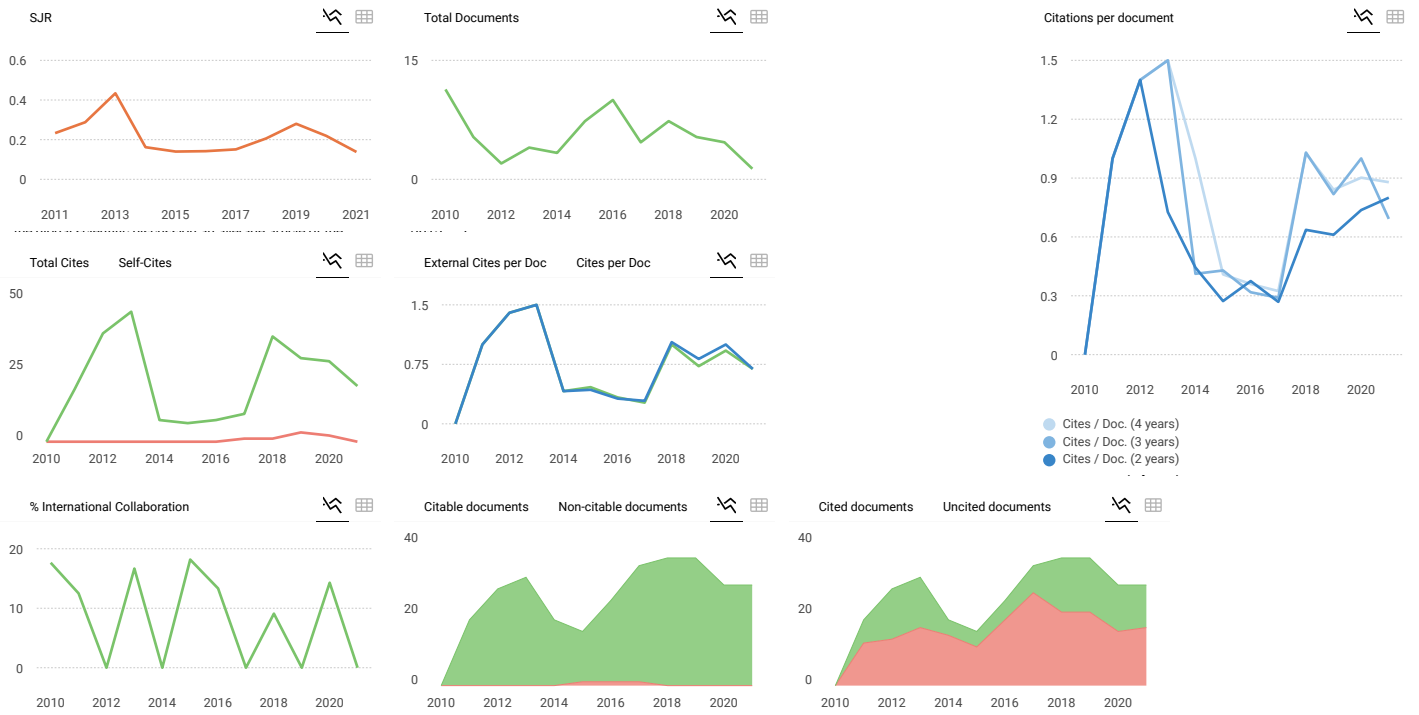 SJR
0.6
0.4
0.2
0
2011 2013 2015 2017 2019 2021
Total Documents
15
0
2010 2012 2014 2016 2018 2020
Citations per document
1.5
1.2
0.9
0.6
0.3
0
2010 2012 2014 2016 2018 2020
Cites / Doc. (4 years)
Cites / Doc. (3 years)
Cites / Doc. (2 years)
Total Cites Self-Cites
50
25
0
2010 2012 2014 2016 2018 2020
External Cites per Doc Cites per Doc
1.5
0.75
0
2010 2012 2014 2016 2018 2020
% International Collaboration
20
10
0
2010 2012 2014 2016 2018 2020
Citable documents Non-citable documents
40
20
0
2010 2012 2014 2016 2018 2020
Cited documents Uncited documents
40
20
0
2010 2012 2014 2016 2018 2020